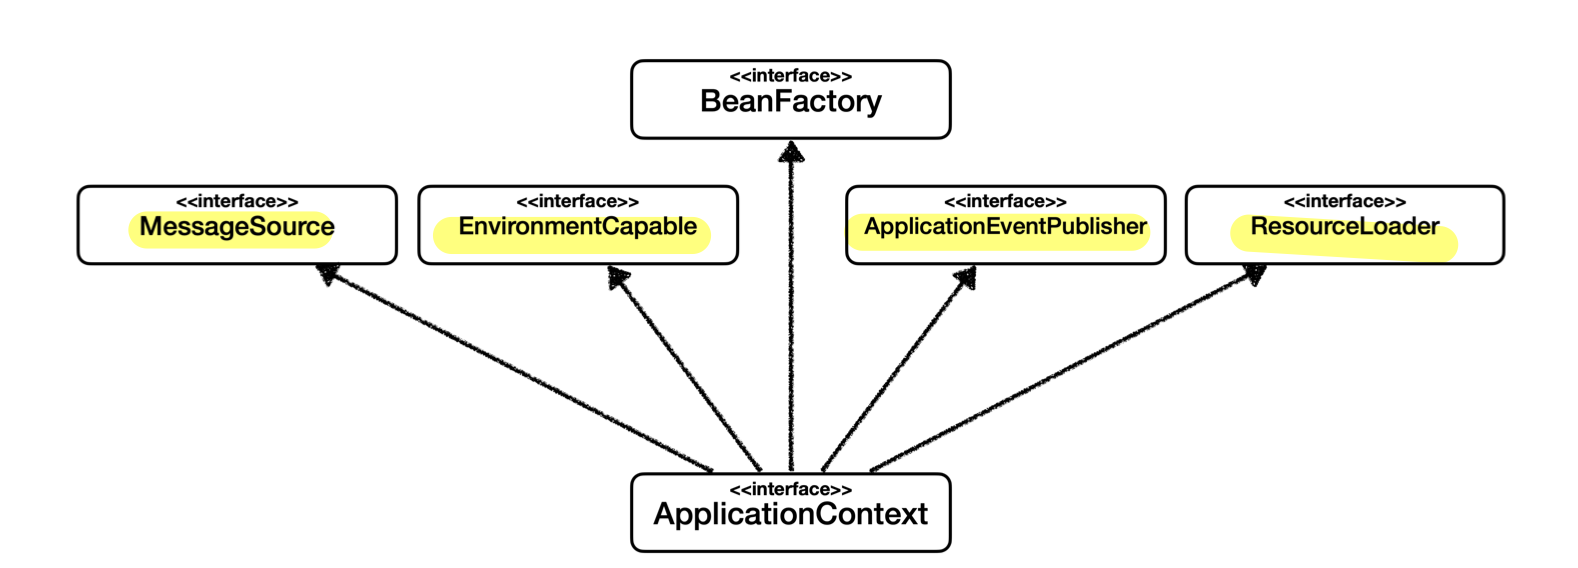 <<interface>>
BeanFactory
<<interface>>
MessageSource
<<interface>>
EnvironmentCapable
<<interface>>
ApplicationEventPublisher
<<interface>>
ResourceLoader
<<interface>>
ApplicationContext